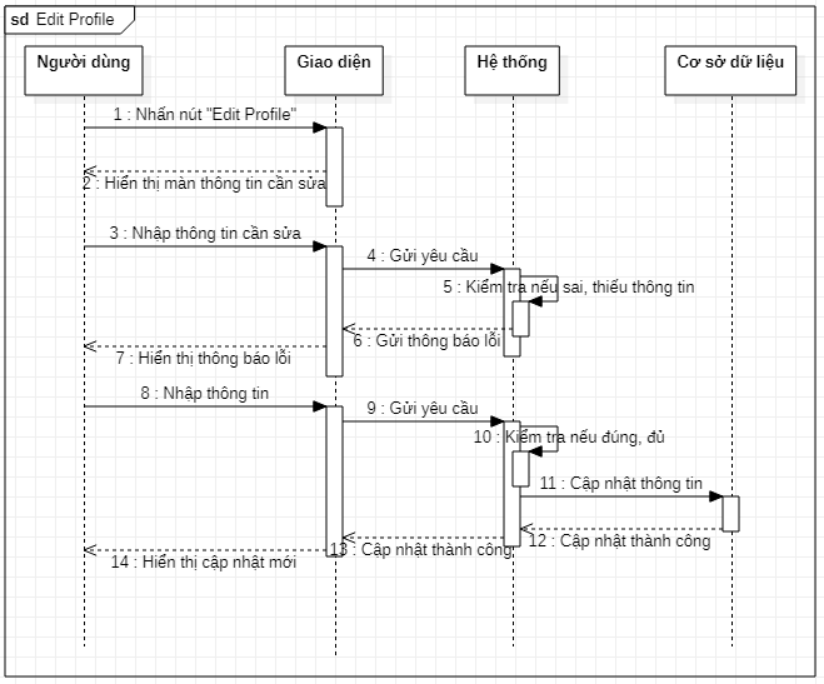 sd Edit Profile
Người dùng
Giao diện
Hệ thống
Cơ sở dữ liệu
1 : Nhấn nút "Edit Profile"
2 : Hiển thị màn thông tin cần sửa
3 : Nhập thông tin cần sửa
4 : Gửi yêu cầu
5 : Kiểm tra nếu sai, thiếu thông tin
6 : Gửi thông báo lỗi
7 : Hiển thị thông báo lỗi
8 : Nhập thông tin
9 : Gửi yêu cầu
10 : Kiểm tra nếu đúng, đủ
11 : Cập nhật thông tin
12 : Cập nhật thành công
13 : Cập nhật thành công
14 : Hiển thị cập nhật mới